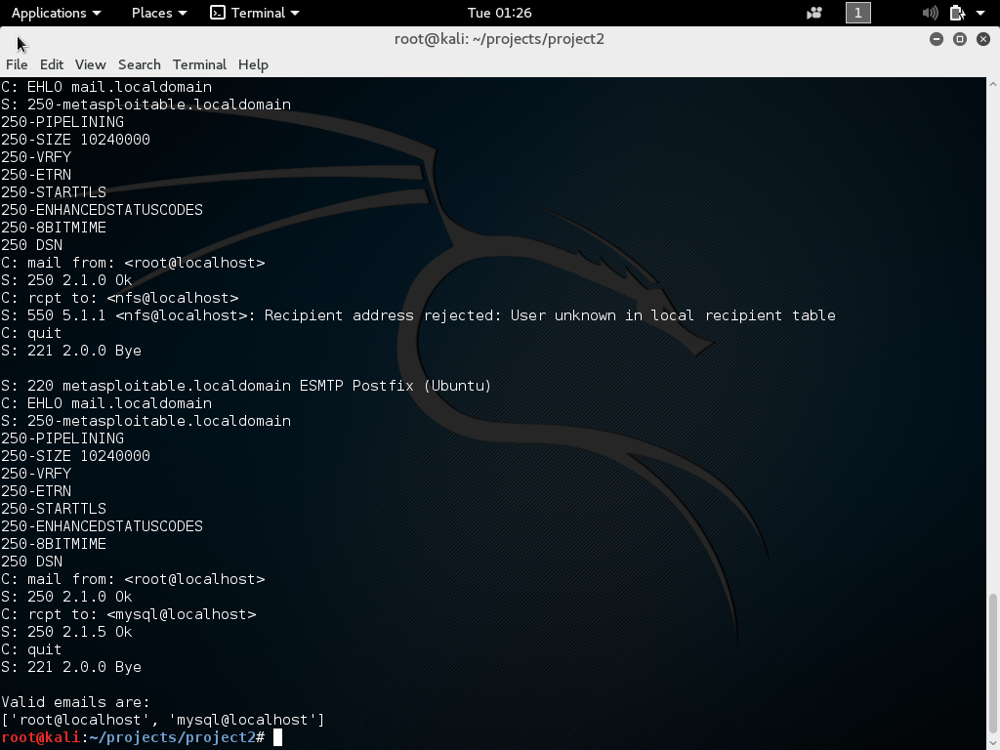 Applications Places Terminal Tue 01:26 1
root@kali: ~/projects/project2
File Edit View Search Terminal Help
C: EHLO mail.localdomain
S: 250-metasploitable.localdomain
250-PIPELINING
250-SIZE 10240000
250-VRFY
250-ETRN
250-STARTTLS
250-ENHANCEDSTATUSCODES
250-8BITMIME
250 DSN
C: mail from: <root@localhost>
S: 250 2.1.0 Ok
C: rcpt to: <nfs@localhost>
S: 550 5.1.1 <nfs@localhost>: Recipient address rejected: User unknown in local recipient table
C: quit
S: 221 2.0.0 Bye
S: 220 metasploitable.localdomain ESMTP Postfix (Ubuntu)
C: EHLO mail.localdomain
S: 250-metasploitable.localdomain
250-PIPELINING
250-SIZE 10240000
250-VRFY
250-ETRN
250-STARTTLS
250-ENHANCEDSTATUSCODES
250-8BITMIME
250 DSN
C: mail from: <root@localhost>
S: 250 2.1.0 Ok
C: rcpt to: <mysql@localhost>
S: 250 2.1.5 Ok
C: quit
S: 221 2.0.0 Bye
Valid emails are:
['root@localhost', 'mysql@localhost']
root@kali:~/projects/project2#